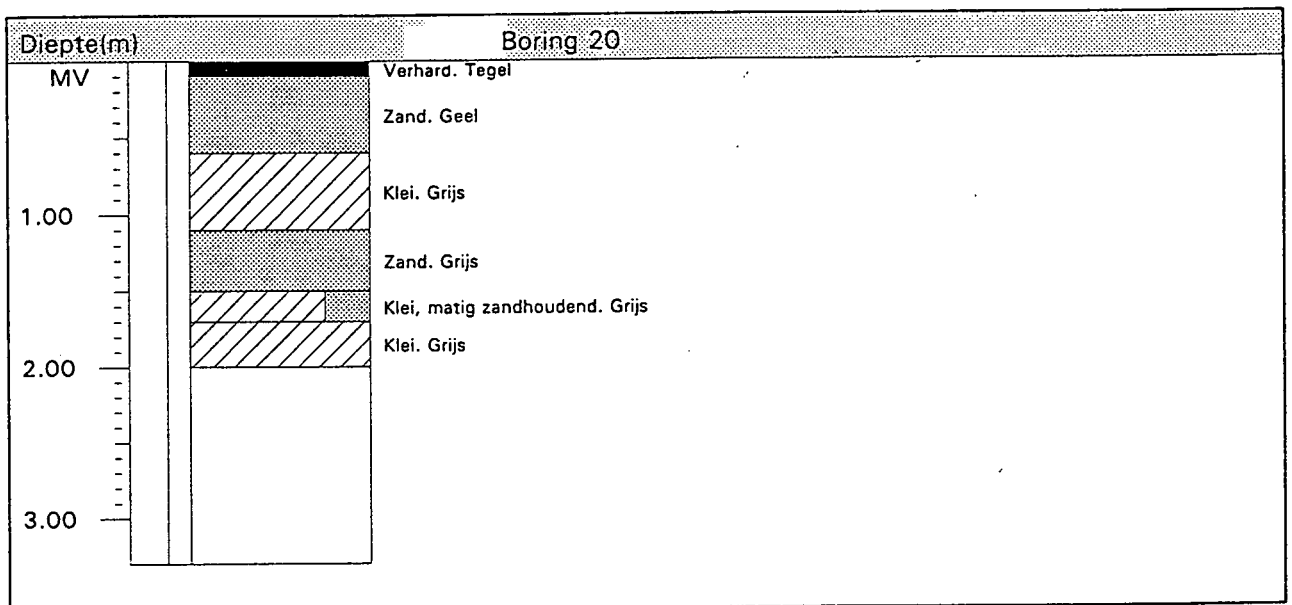 Diepte(m) Boring 20
MV
Verhard. Tegel
Zand. Geel
Klei. Grijs
1.00
Zand. Grijs
Klei, matig zandhoudend. Grijs
Klei. Grijs
2.00
3.00